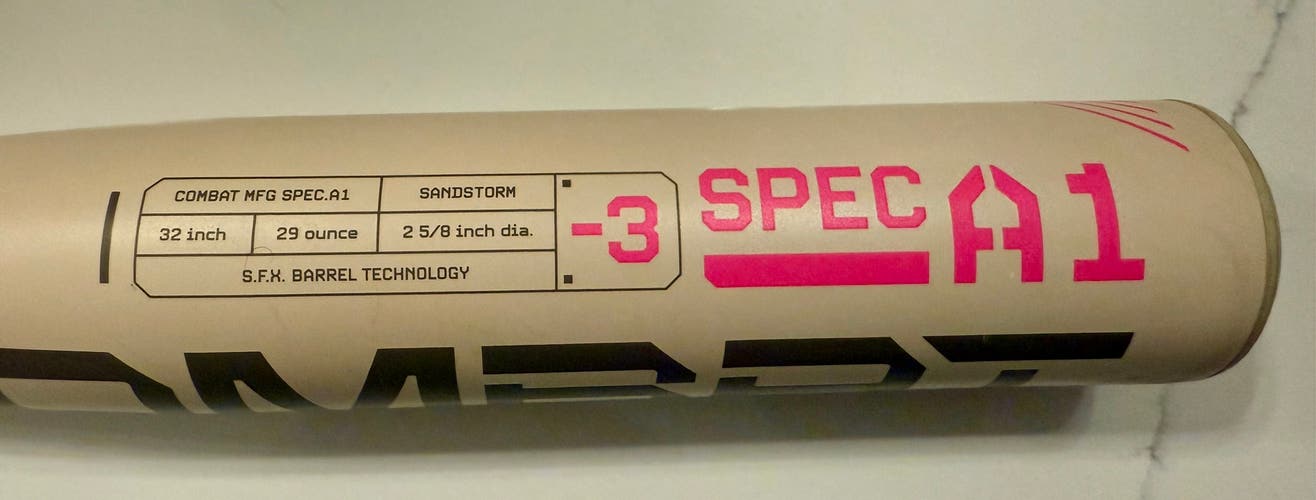 COMBAT MFG SPEC.A1 SANDSTORM
32 inch 29 ounce 2 5/8 inch dia.
S.F.X. BARREL TECHNOLOGY
-3
SPEC A1